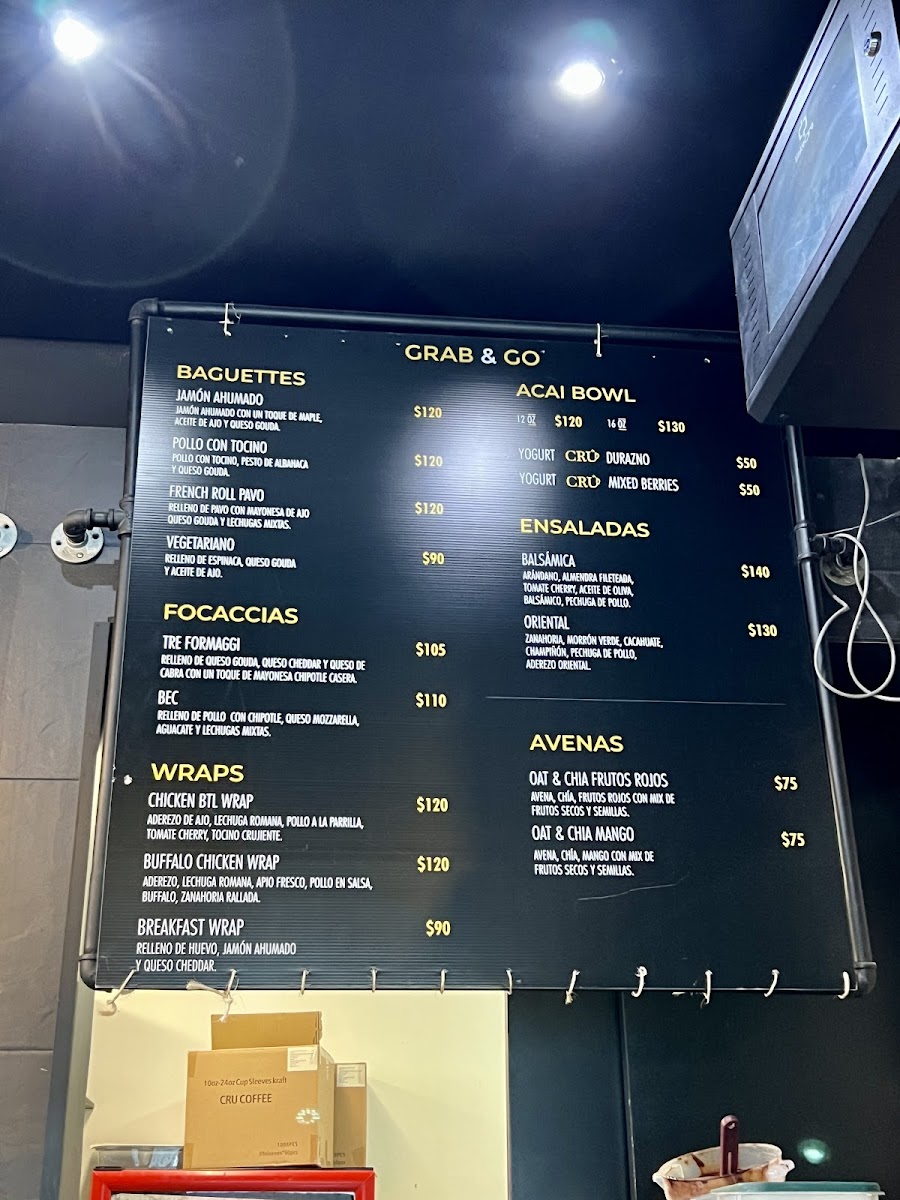 GRAB & GO
BAGUETTES
JAMÓN AHUMADO
$120
JAMÓN AHUMADO CON UN TOQUE DE MAPLE,
ACEITE DE AJO Y QUESO GOUDA.
POLLO CON TOCINO
$120
POLLO CON TOCINO, PESTO DE ALBANACA
Y QUESO GOUDA.
FRENCH ROLL PAVO
$120
RELLENO DE PAVO CON MAYONESA DE AJO
QUESO GOUDA Y LECHUGAS MIXTAS.
VEGETARIANO
$90
RELLENO DE ESPINACA, QUESO GOUDA
Y ACEITE DE AJO.
FOCACCIAS
TRE FORMAGGI
$105
RELLENO DE QUESO GOUDA, QUESO CHEDDAR Y QUESO DE
CABRA CON UN TOQUE DE MAYONESA CHIPOTLE CASERA.
BEC
$110
RELLENO DE POLLO CON CHIPOTLE, QUESO MOZZARELLA,
AGUACATE Y LECHUGAS MIXTAS.
WRAPS
CHICKEN BTL WRAP
$120
ADEREZO DE AJO, LECHUGA ROMANA, POLLO A LA PARRILLA,
TOMATE CHERRY, TOCINO CRUJIENTE.
BUFFALO CHICKEN WRAP
$120
ADEREZO, LECHUGA ROMANA, APIO FRESCO, POLLO EN SALSA,
BUFFALO, ZANAHORIA RALLADA.
BREAKFAST WRAP
$90
RELLENO DE HUEVO, JAMÓN AHUMADO
Y QUESO CHEDDAR.
ACAI BOWL
12 OZ $120 16 OZ $130
YOGURT CRÜ DURAZNO $50
YOGURT CRÜ MIXED BERRIES $50
ENSALADAS
BALSÁMICA
$140
ARÁNDANO, ALMENDRA FILETEADA,
TOMATE CHERRY, ACEITE DE OLIVA,
BALSÁMICO, PECHUGA DE POLLO.
ORIENTAL
$130
ZANAHORIA, MORRÓN VERDE, CACAHUATE,
CHAMPIÑÓN, PECHUGA DE POLLO,
ADEREZO ORIENTAL.
AVENAS
OAT & CHIA FRUTOS ROJOS
$75
AVENA, CHÍA, FRUTOS ROJOS CON MIX DE
FRUTOS SECOS Y SEMILLAS.
OAT & CHIA MANGO
$75
AVENA, CHÍA, MANGO CON MIX DE
FRUTOS SECOS Y SEMILLAS.
10oz-24oz Cup Sleeves kraft
CRU COFFEE